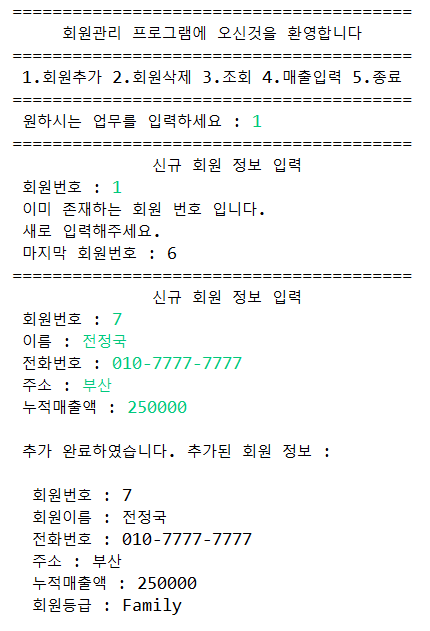 ========================================
회원관리 프로그램에 오신것을 환영합니다
========================================
1.회원추가 2.회원삭제 3.조회 4.매출입력 5.종료
========================================
원하시는 업무를 입력하세요 : 1
========================================
신규 회원 정보 입력
회원번호 : 1
이미 존재하는 회원 번호 입니다.
새로 입력해주세요.
마지막 회원번호 : 6
========================================
신규 회원 정보 입력
회원번호 : 7
이름 : 전정국
전화번호 : 010-7777-7777
주소 : 부산
누적매출액 : 250000
추가 완료하였습니다. 추가된 회원 정보 :
회원번호 : 7
회원이름 : 전정국
전화번호 : 010-7777-7777
주소 : 부산
누적매출액 : 250000
회원등급 : Family